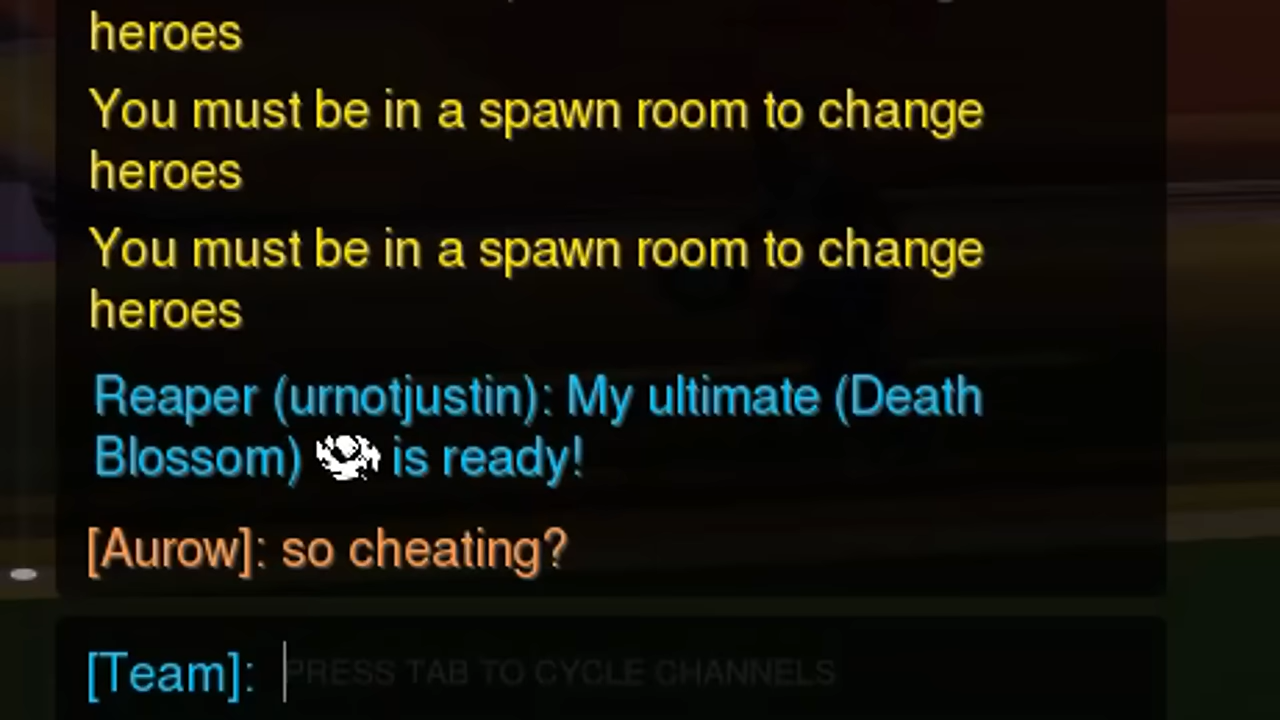 heroes
You must be in a spawn room to change
heroes
You must be in a spawn room to change
heroes
Reaper (urnotjustin): My ultimate (Death
Blossom) is ready!
[Aurow]: so cheating?
[Team]: PRESS TAB TO CYCLE CHANNELS